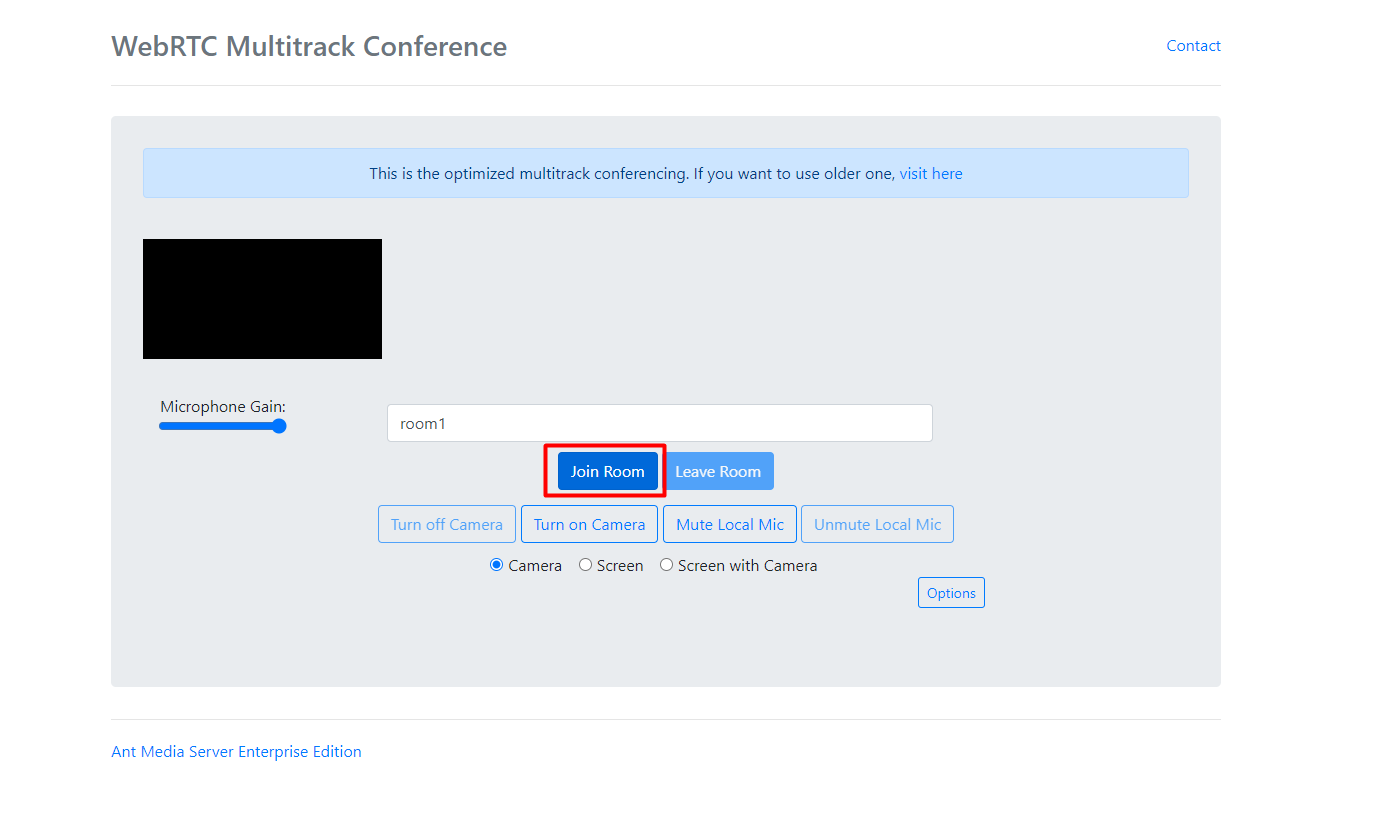 WebRTC Multitrack Conference
Contact
This is the optimized multitrack conferencing. If you want to use older one, visit here
Microphone Gain:
room1
Join Room Leave Room
Turn off Camera Turn on Camera Mute Local Mic Unmute Local Mic
Camera Screen Screen with Camera
Options
Ant Media Server Enterprise Edition